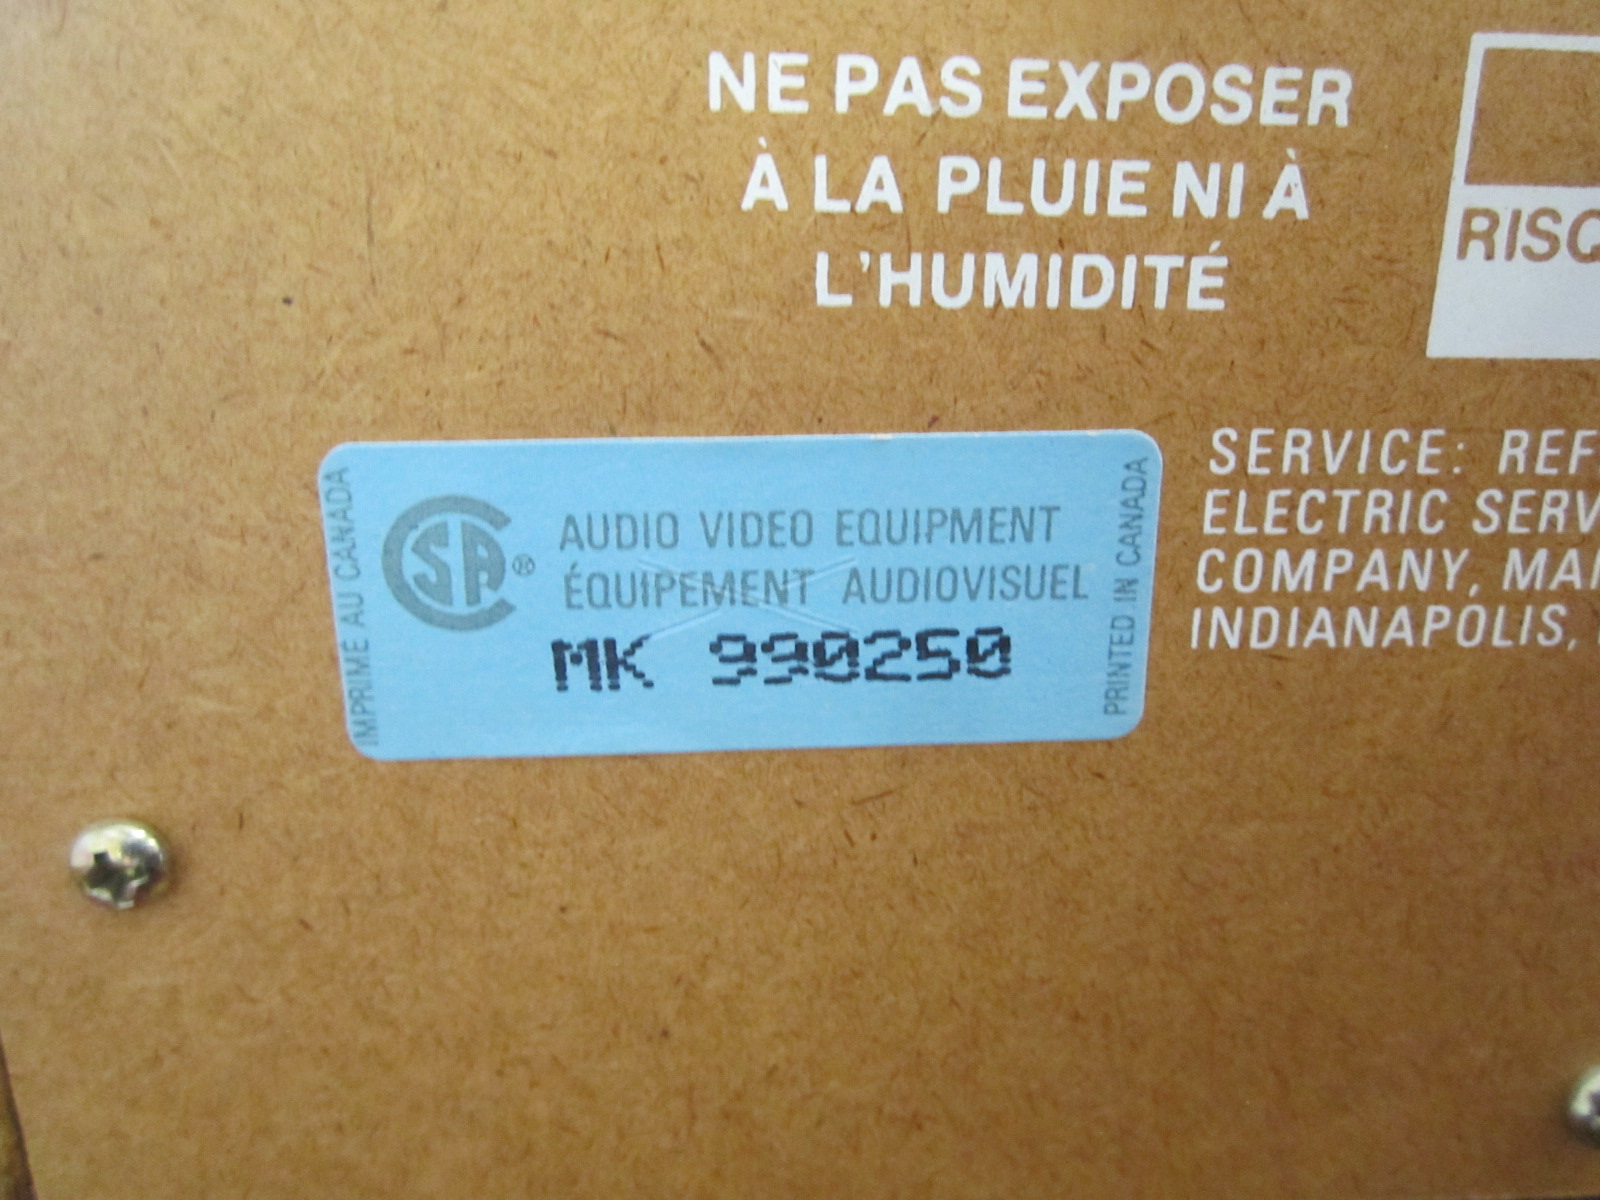 NE PAS EXPOSER
À LA PLUIE NI À
L'HUMIDITÉ
RISQ
IMPRIMÉ AU CANADA
CSA®
AUDIO VIDEO EQUIPMENT
ÉQUIPEMENT AUDIOVISUEL
MK 990250
PRINTED IN CANADA
SERVICE: REF
ELECTRIC SERV
COMPANY, MA
INDIANAPOLIS,